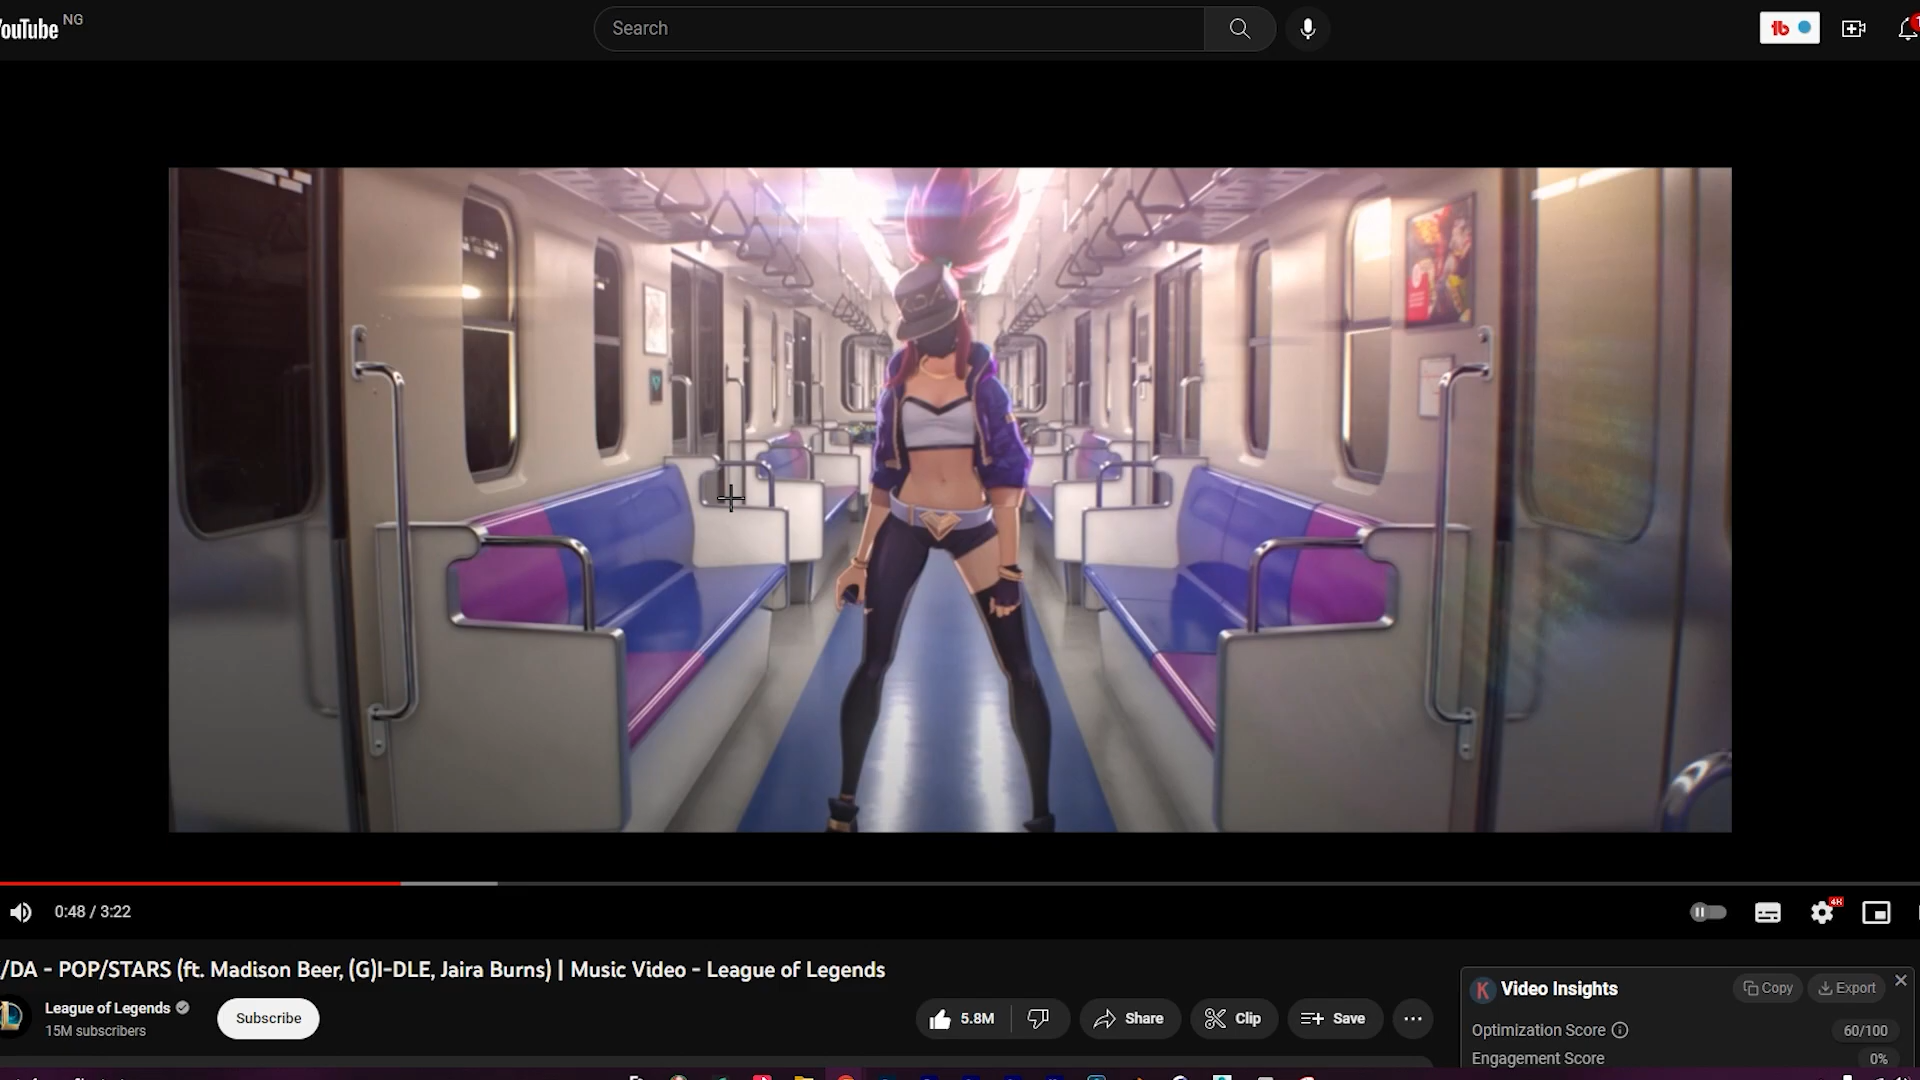 YouTube NG
Search
KDA
0:48 / 3:22
4K
/DA - POP/STARS (ft. Madison Beer, (G)I-DLE, Jaira Burns) | Music Video - League of Legends
League of Legends
15M subscribers
Subscribe
5.8M
Share
Clip
Save
Video Insights
Copy
Export
Optimization Score
60/100
Engagement Score
0%